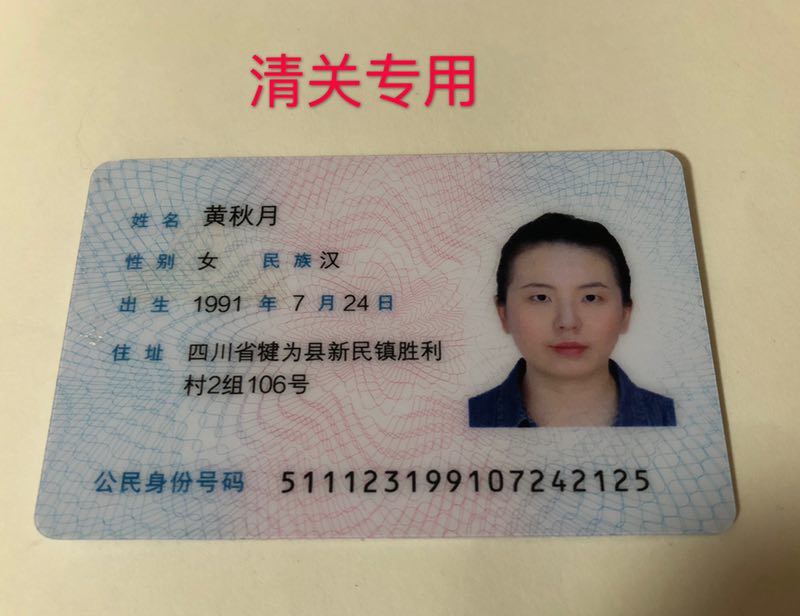 清关专用
姓名 黄秋月
性别 女 民族 汉
出生 1991 年 7 月 24 日
住址 四川省犍为县新民镇胜利
村2组106号
公民身份号码 511123199107242125